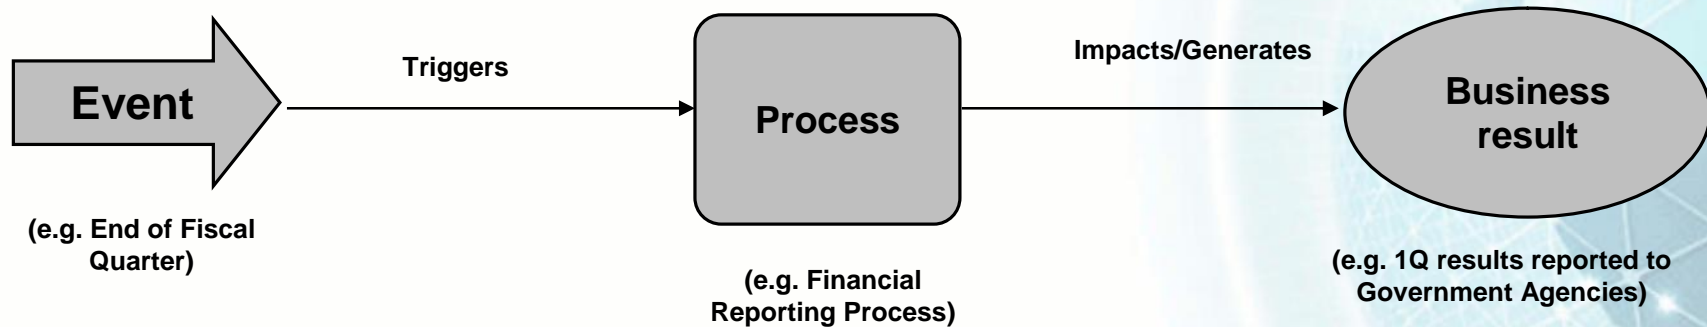 Event
Triggers
Process
Impacts/Generates
Business
result
(e.g. End of Fiscal
Quarter)
(e.g. Financial
Reporting Process)
(e.g. 1Q results reported to
Government Agencies)